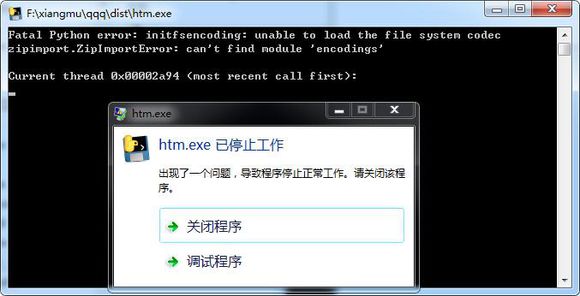 F:\xiangmu\qqq\dist\htm.exe
Fatal Python error: initfsencoding: unable to load the file system codec
zipimport.ZipImportError: can't find module 'encodings'
Current thread 0x00002a94 (most recent call first):
htm.exe
htm.exe 已停止工作
出现了一个问题，导致程序停止正常工作。请关闭该程
序。
关闭程序
调试程序